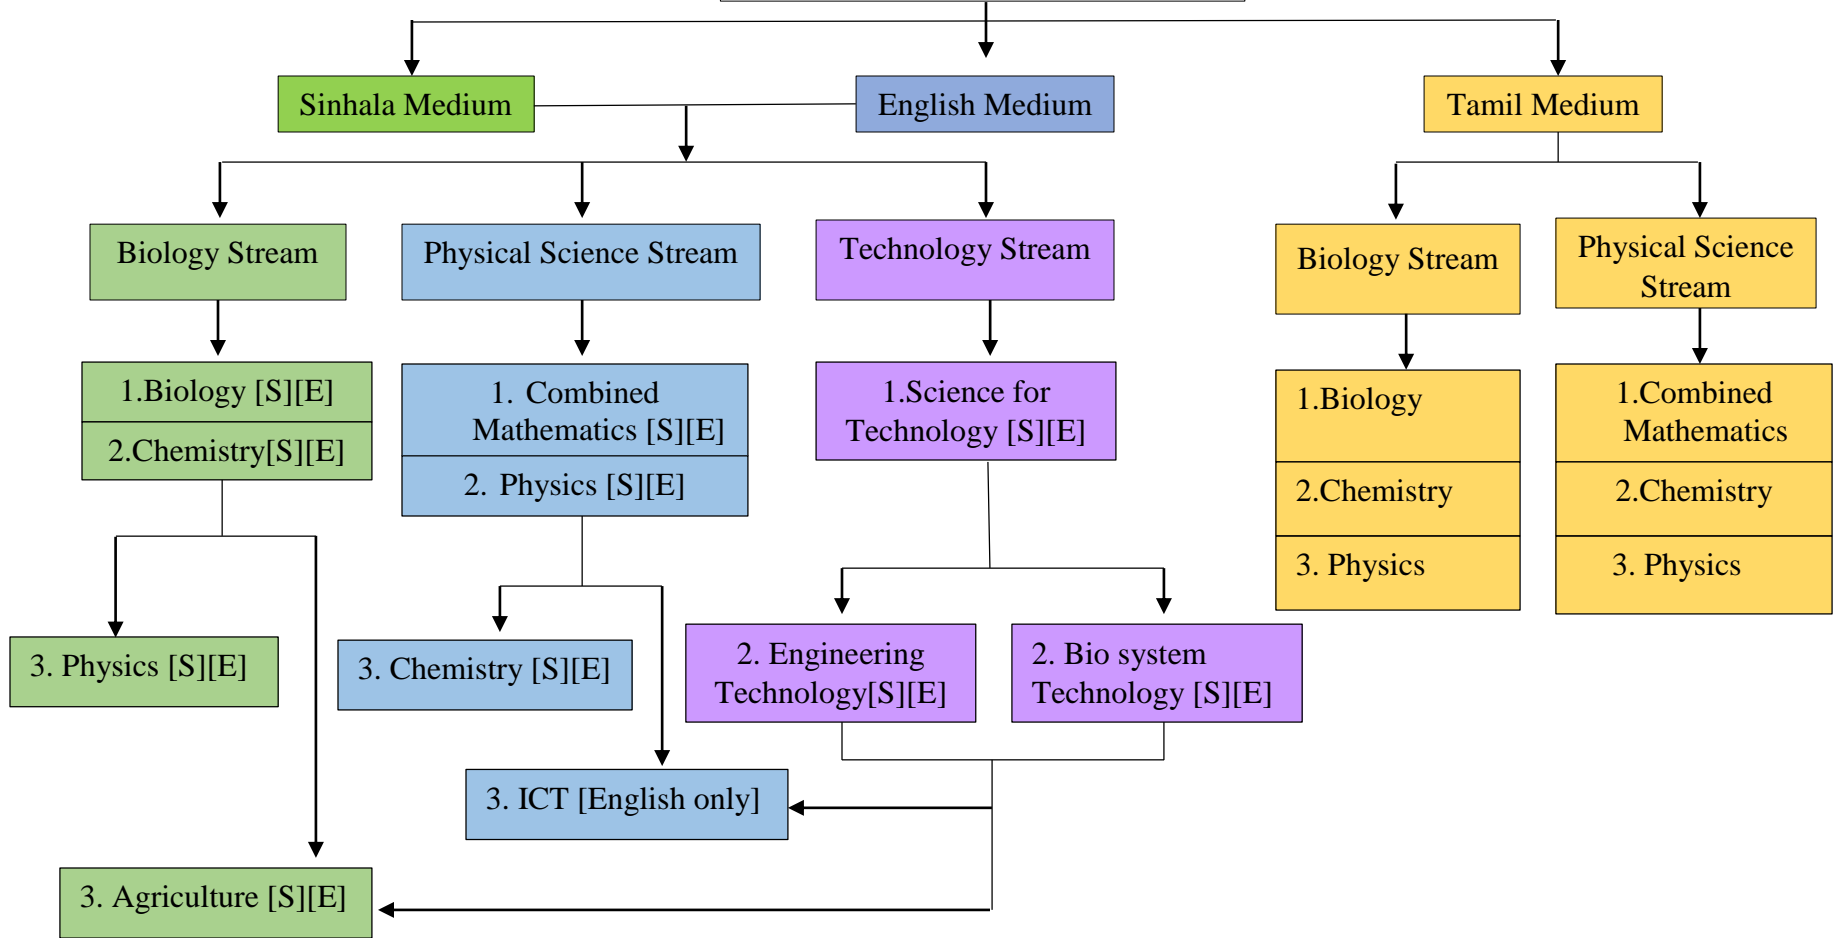 Sinhala Medium
English Medium
Tamil Medium
Biology Stream
Physical Science Stream
Technology Stream
Biology Stream
Physical Science
Stream
1.Biology [S][E]
2.Chemistry[S][E]
1. Combined
Mathematics [S][E]
2. Physics [S][E]
1.Science for
Technology [S][E]
1.Biology
2.Chemistry
3. Physics
1.Combined
Mathematics
2.Chemistry
3. Physics
3. Physics [S][E]
3. Chemistry [S][E]
2. Engineering
Technology[S][E]
2. Bio system
Technology [S][E]
3. ICT [English only]
3. Agriculture [S][E]